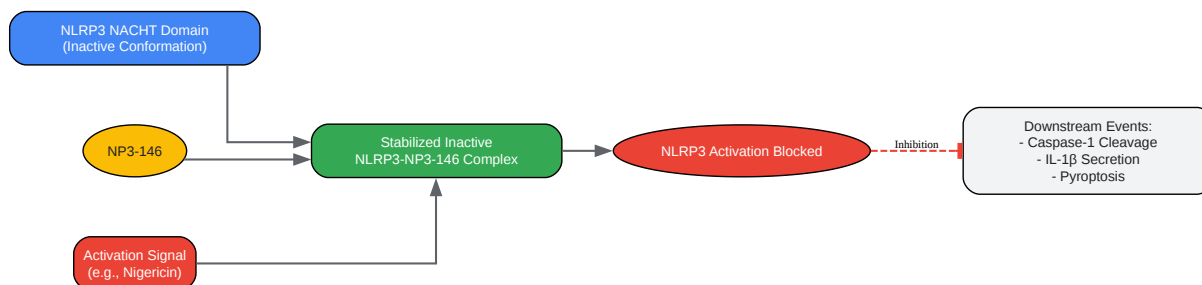 NLRP3 NACHT Domain
(Inactive Conformation)
NP3-146
Stabilized Inactive
NLRP3-NP3-146 Complex
NLRP3 Activation Blocked
Inhibition
Downstream Events:
- Caspase-1 Cleavage
- IL-1β Secretion
- Pyroptosis
Activation Signal
(e.g., Nigericin)